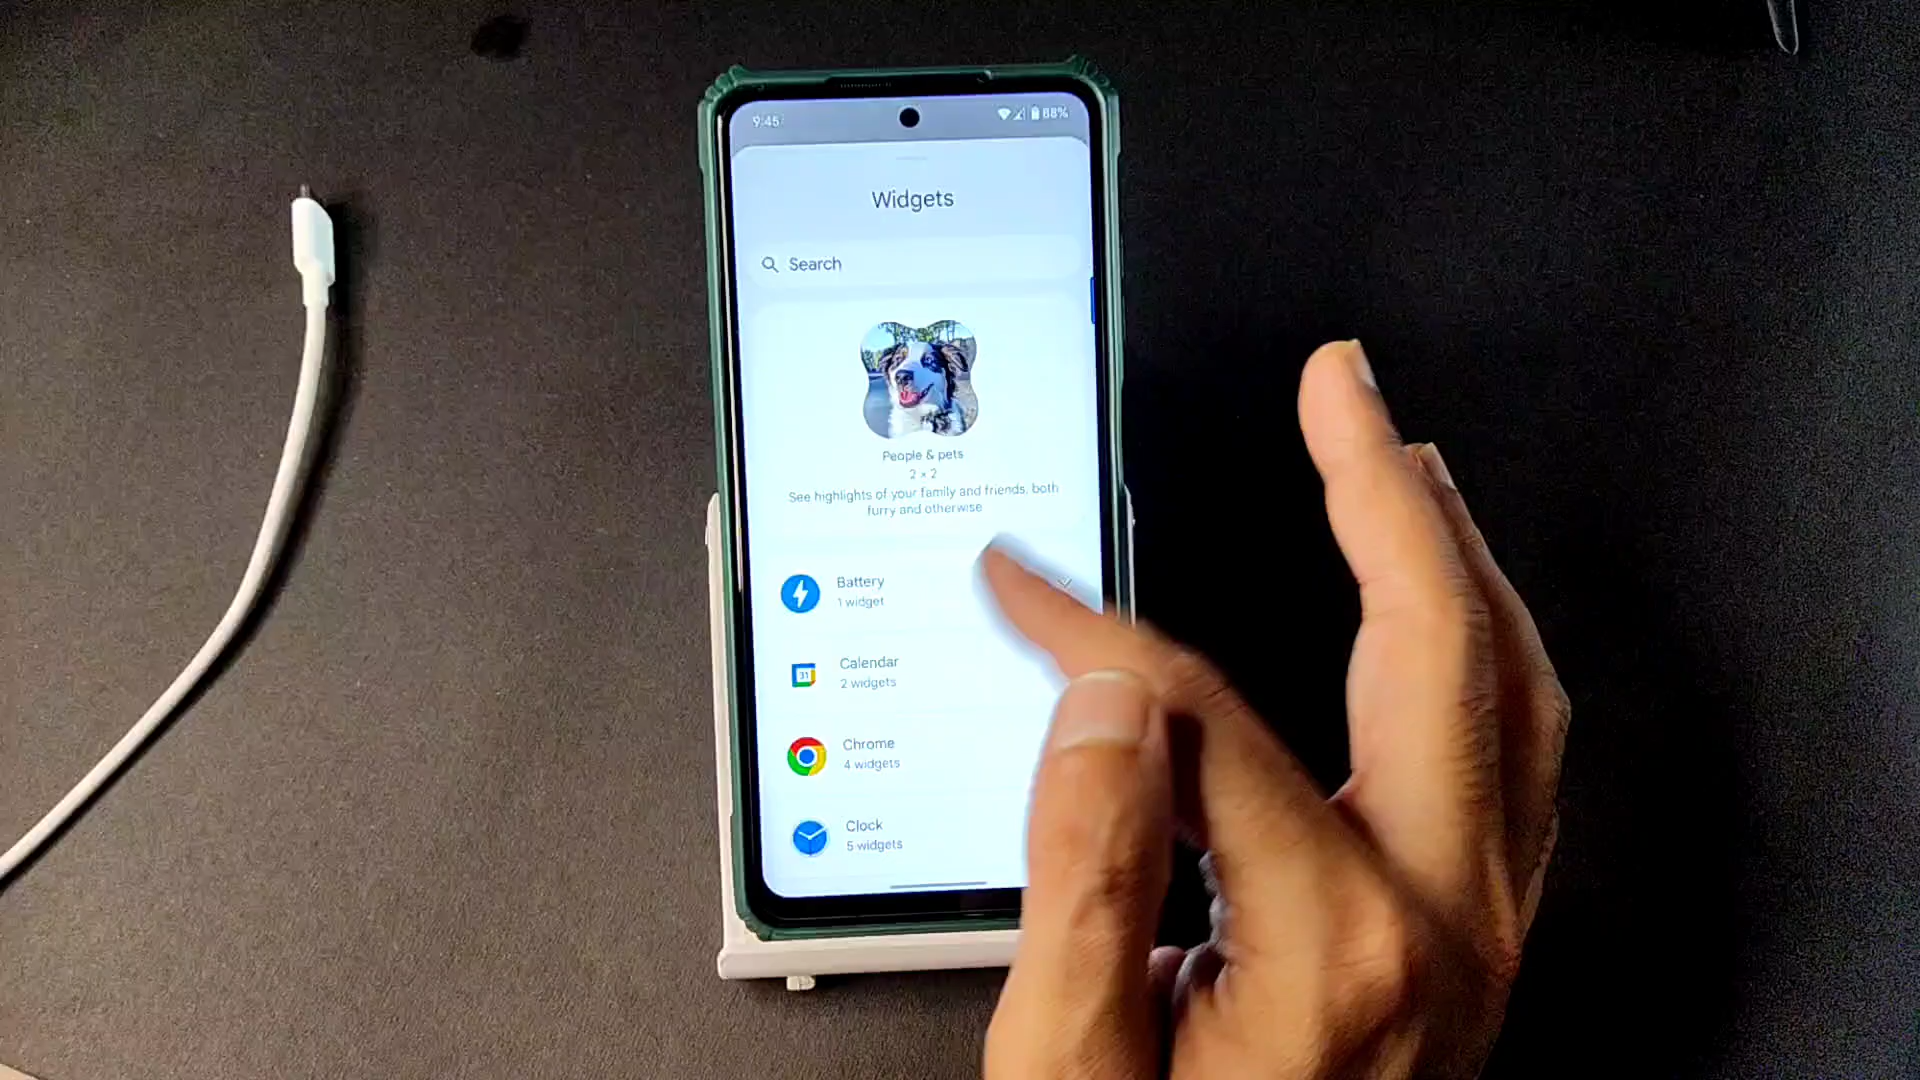 9:45
88%
Widgets
Search
People & pets
2 × 2
See highlights of your family and friends, both
furry and otherwise
Battery
1 widget
31
Calendar
2 widgets
Chrome
4 widgets
Clock
5 widgets